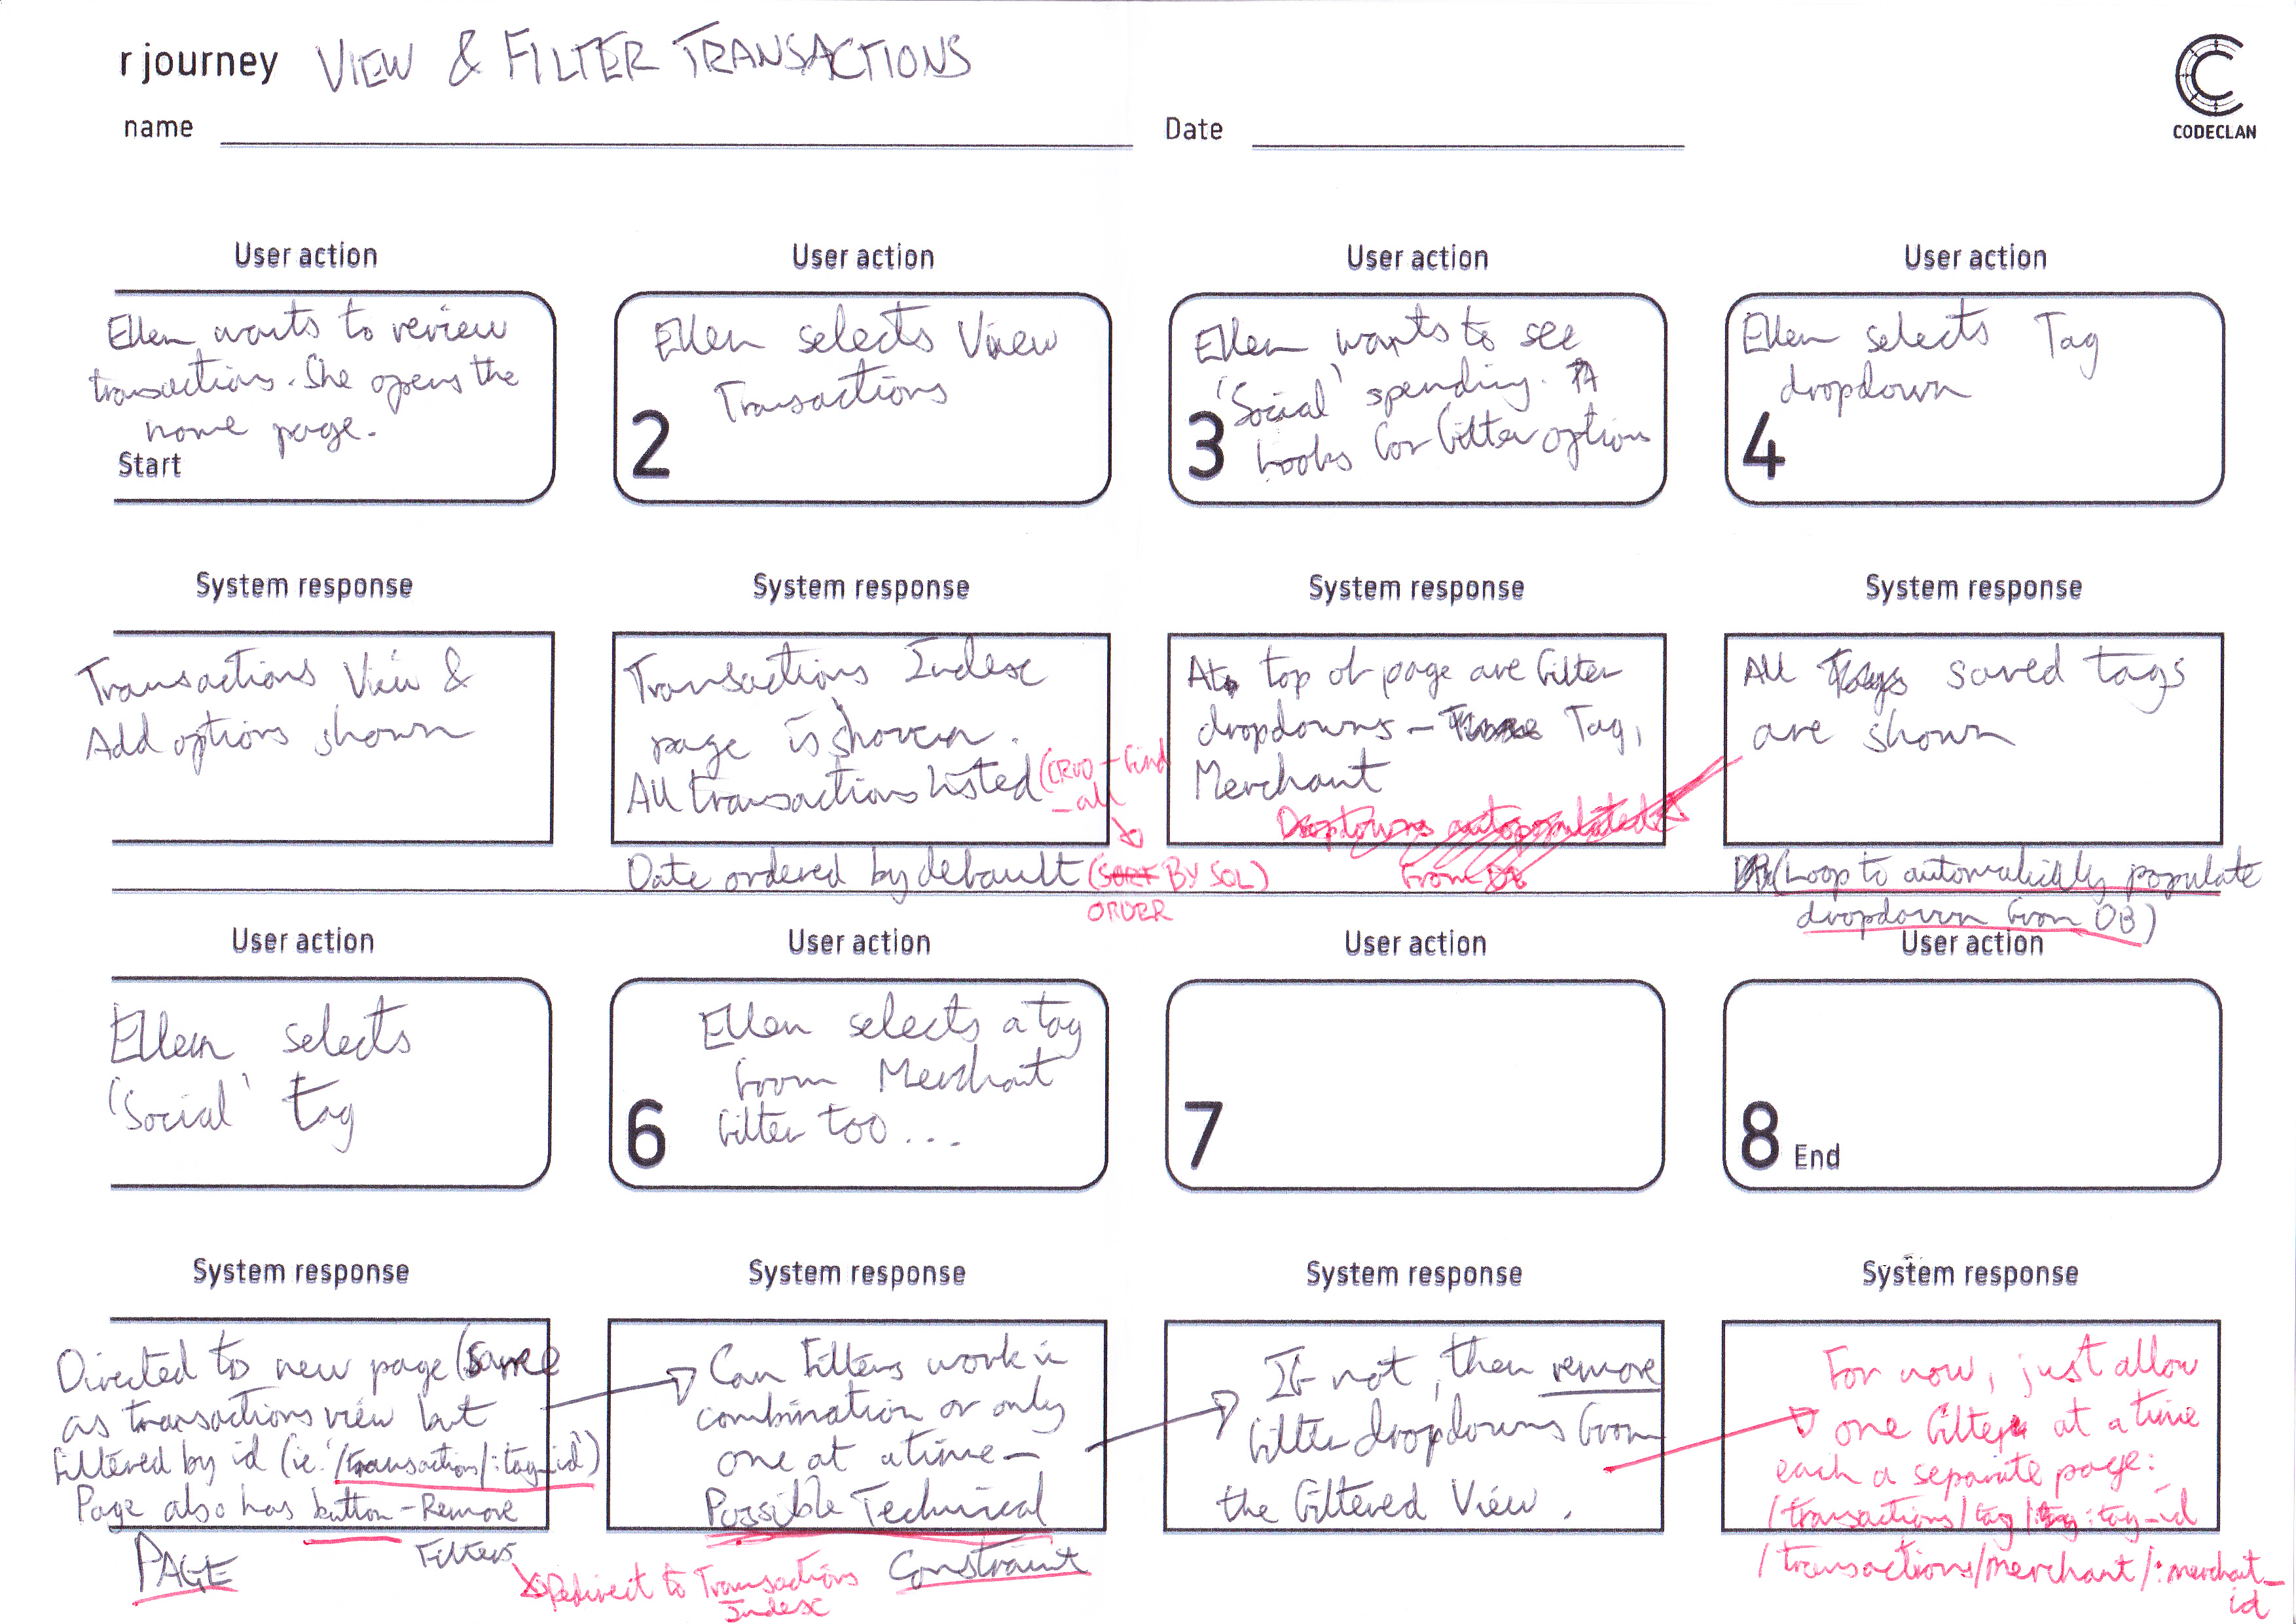 r journey VIEW & FILTER TRANSACTIONS
name
Date
CODECLAN
User action
Ellen wants to review
transactions. She opens the
home page.
Start
User action
Ellen selects View
Transactions
2
User action
Ellen wants to see
'Social' spending.
Looks for filter options
3
User action
Ellen selects Tag
dropdown
4
System response
Transactions View &
Add options shown
System response
Transactions Index
page is shown.
All transactions listed (CRUD - find
_all
Date ordered by default (SORT BY SQL)
ORDER
System response
At top of page are filter
dropdowns - Tag,
Merchant
Dropdowns autopopulated
from DB
System response
All Tags saved tags
are shown
(Loop to automatically populate
dropdown from DB)
User action
Ellen selects
'Social' tag
User action
Ellen selects a tag
from Merchant
filter too...
6
User action
7
User action
8 End
System response
Directed to new page (same
as transactions view but
filtered by id (ie. '/transactions/:tag_id')
Page also has button - Remove
Filters
PAGE
Redirect to Transactions
Index
System response
Can Filters work in
combination or only
one at a time -
Possible Technical
Constraint
System response
If not, then remove
filter dropdowns from
the filtered View.
System response
For now, just allow
one filter at a time
each a separate page:
/transactions/tag/:tag_id
/transactions/merchant/:merchant_
id